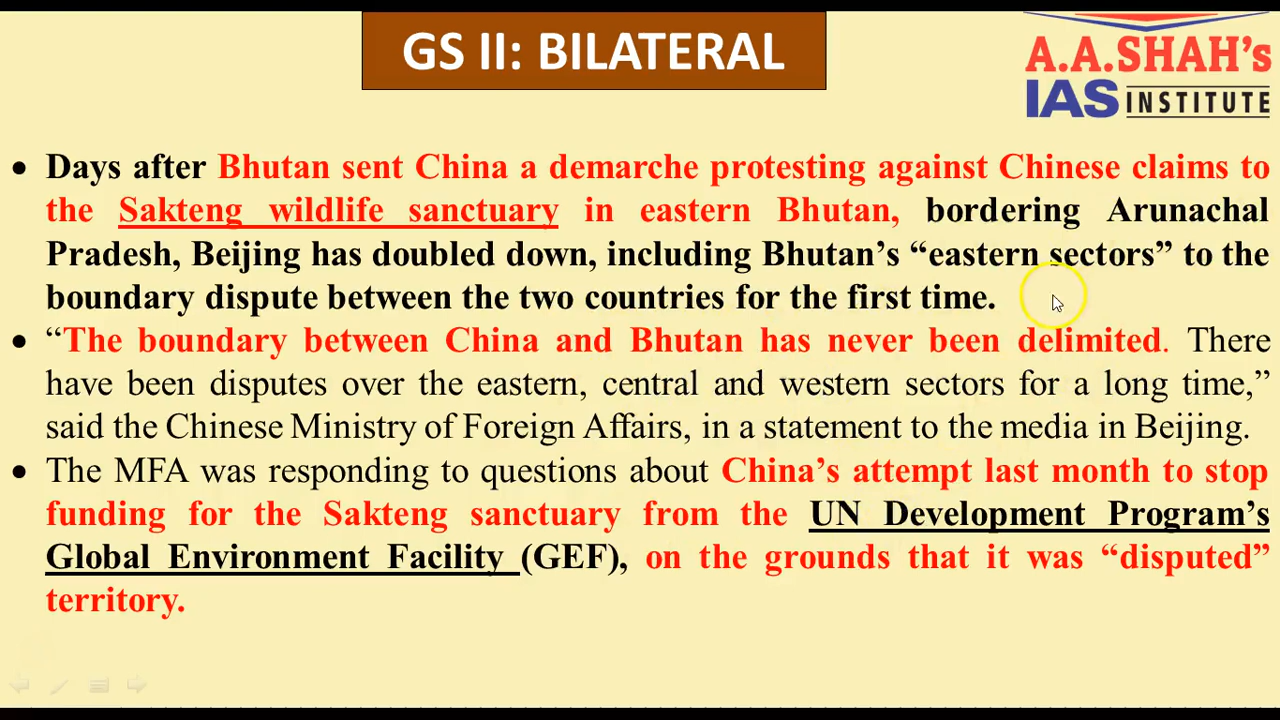 GS II: BILATERAL
A.A.SHAH's
IAS INSTITUTE
• Days after Bhutan sent China a demarche protesting against Chinese claims to
the Sakteng wildlife sanctuary in eastern Bhutan, bordering Arunachal
Pradesh, Beijing has doubled down, including Bhutan’s “eastern sectors” to the
boundary dispute between the two countries for the first time.
• “The boundary between China and Bhutan has never been delimited. There
have been disputes over the eastern, central and western sectors for a long time,”
said the Chinese Ministry of Foreign Affairs, in a statement to the media in Beijing.
• The MFA was responding to questions about China’s attempt last month to stop
funding for the Sakteng sanctuary from the UN Development Program’s
Global Environment Facility (GEF), on the grounds that it was “disputed”
territory.